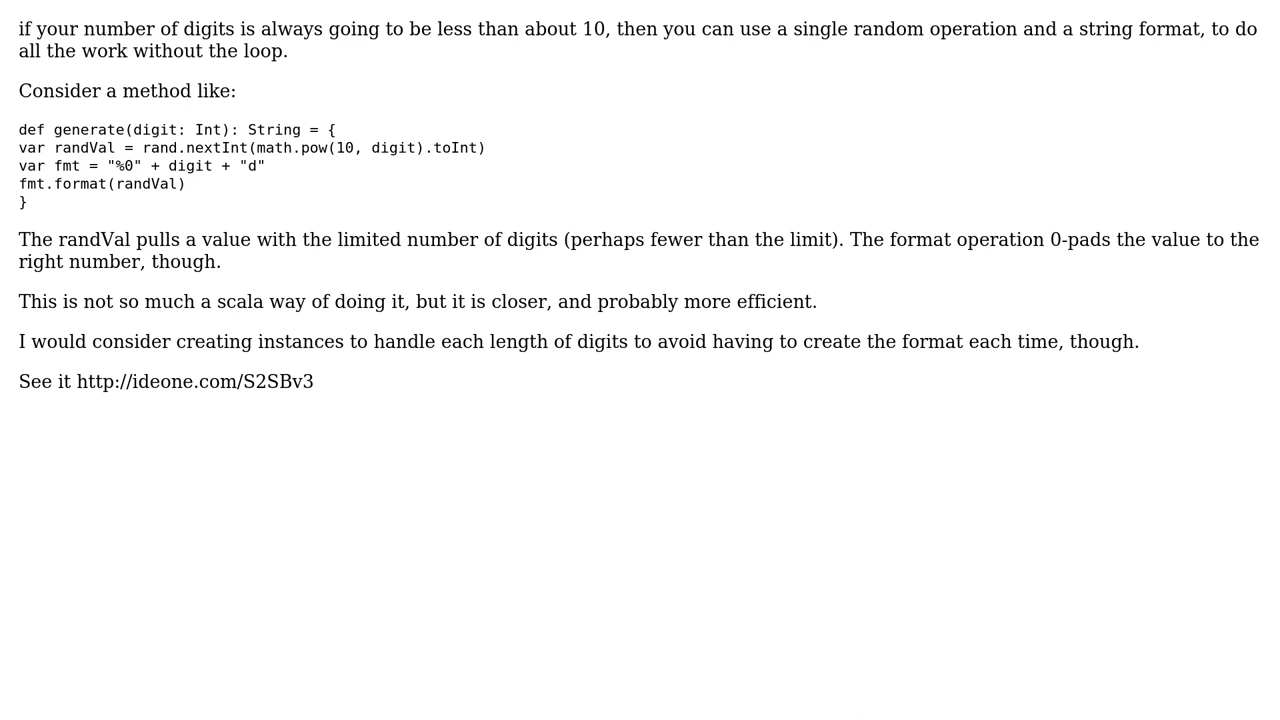 if your number of digits is always going to be less than about 10, then you can use a single random operation and a string format, to do
all the work without the loop.
Consider a method like:
def generate(digit: Int): String = {
var randVal = rand.nextInt(math.pow(10, digit).toInt)
var fmt = "%0" + digit + "d"
fmt.format(randVal)
}
The randVal pulls a value with the limited number of digits (perhaps fewer than the limit). The format operation 0-pads the value to the
right number, though.
This is not so much a scala way of doing it, but it is closer, and probably more efficient.
I would consider creating instances to handle each length of digits to avoid having to create the format each time, though.
See it http://ideone.com/S2SBv3